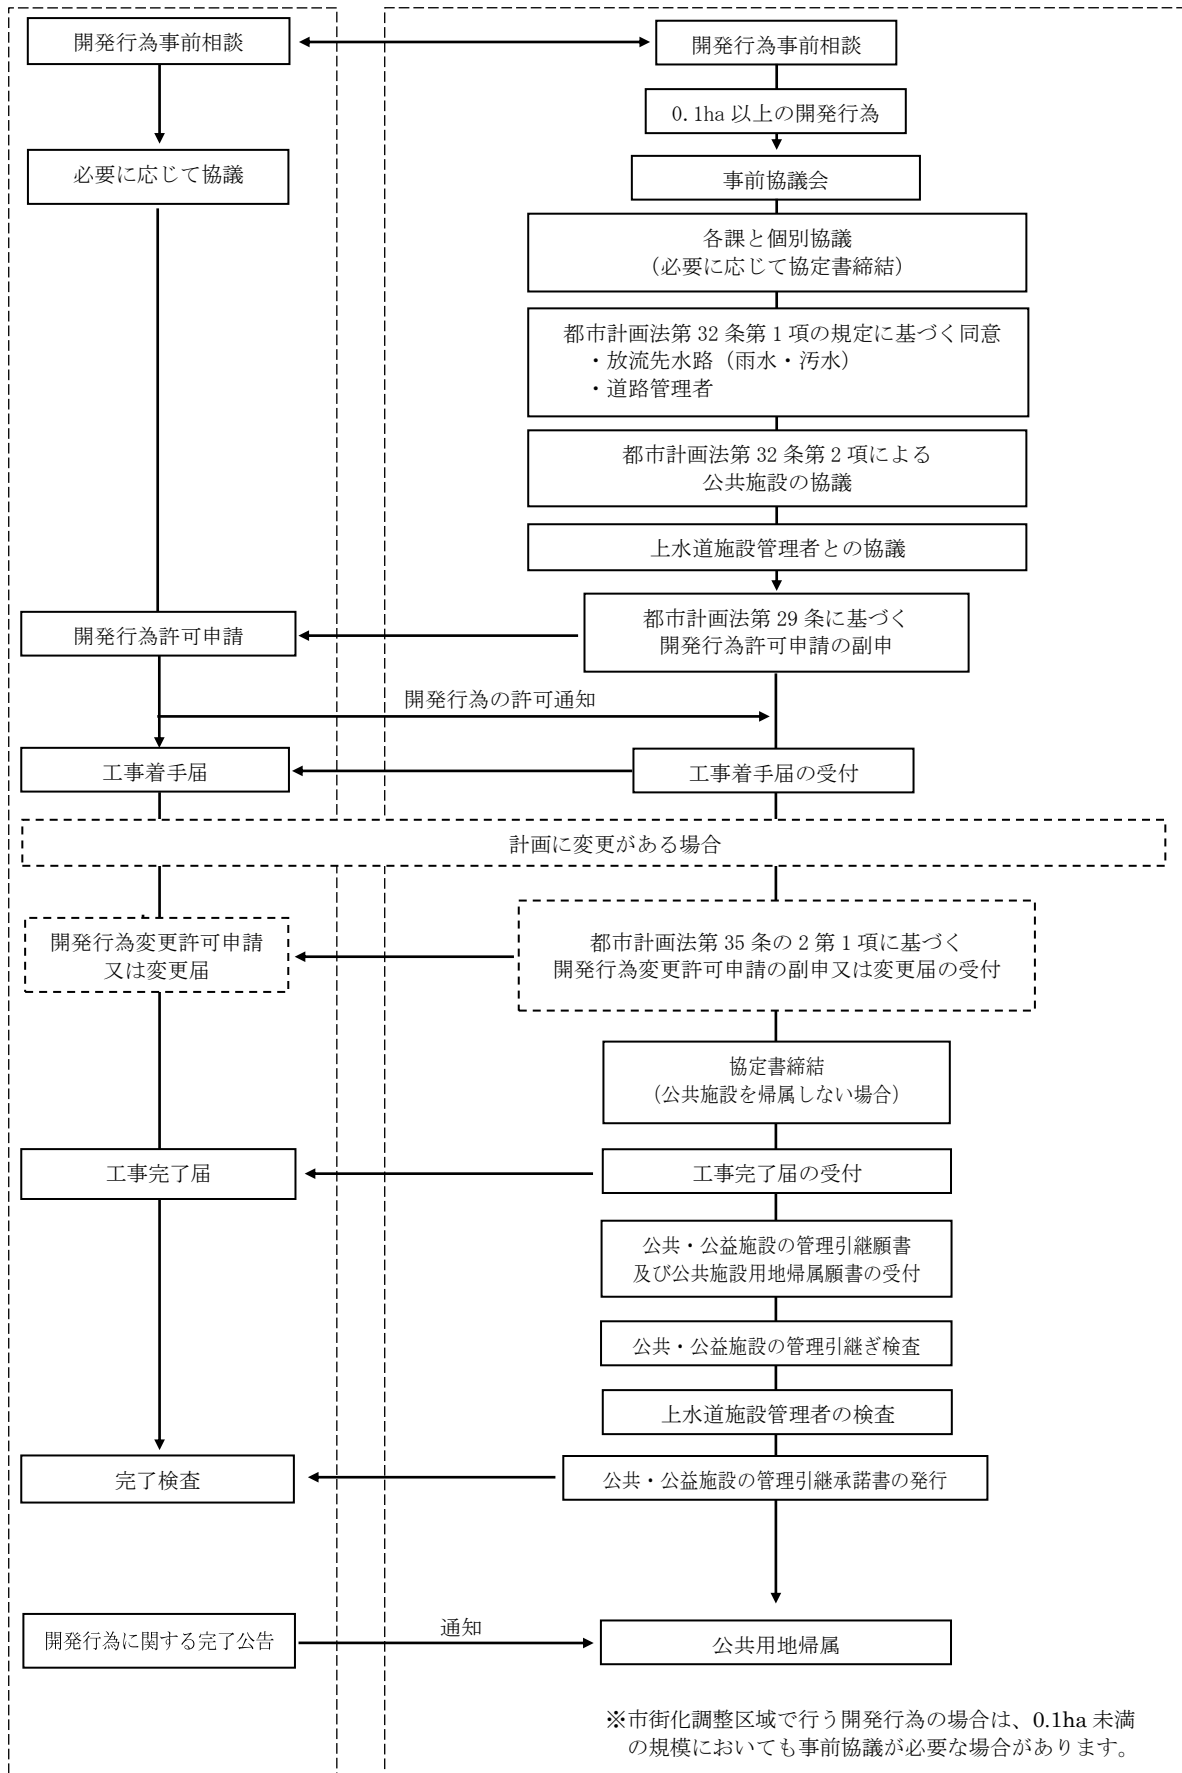 開発行為事前相談
開発行為事前相談
0.1ha 以上の開発行為
必要に応じて協議
事前協議会
各課と個別協議
（必要に応じて協定書締結）
都市計画法第 32 条第 1 項の規定に基づく同意
・放流先水路（雨水・汚水）
・道路管理者
都市計画法第 32 条第 2 項による
公共施設の協議
上水道施設管理者との協議
開発行為許可申請
都市計画法第 29 条に基づく
開発行為許可申請の副申
開発行為の許可通知
工事着手届
工事着手届の受付
計画に変更がある場合
開発行為変更許可申請
又は変更届
都市計画法第 35 条の 2 第 1 項に基づく
開発行為変更許可申請の副申又は変更届の受付
協定書締結
（公共施設を帰属しない場合）
工事完了届
工事完了届の受付
公共・公益施設の管理引継願書
及び公共施設用地帰属願書の受付
公共・公益施設の管理引継ぎ検査
上水道施設管理者の検査
完了検査
公共・公益施設の管理引継承諾書の発行
開発行為に関する完了公告
通知
公共用地帰属
※市街化調整区域で行う開発行為の場合は、0.1ha 未満
の規模においても事前協議が必要な場合があります。